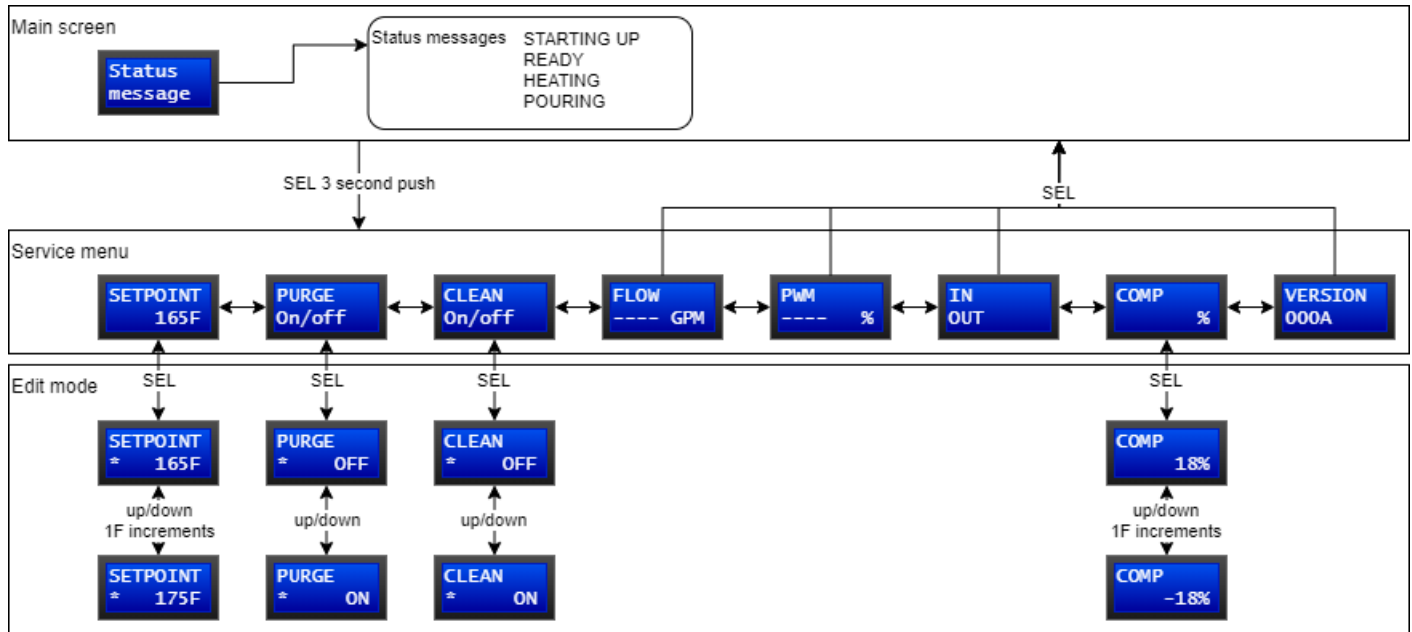 Main screen
Status
message
Status messages
STARTING UP
READY
HEATING
POURING
SEL 3 second push
SEL
Service menu
SETPOINT
165F
PURGE
On/off
CLEAN
On/off
FLOW
---- GPM
PWM
---- %
IN
OUT
COMP
%
VERSION
000A
Edit mode
SEL
SEL
SEL
SEL
SETPOINT
* 165F
PURGE
* OFF
CLEAN
* OFF
COMP
18%
up/down
1F increments
up/down
up/down
up/down
1F increments
SETPOINT
* 175F
PURGE
* ON
CLEAN
* ON
COMP
-18%